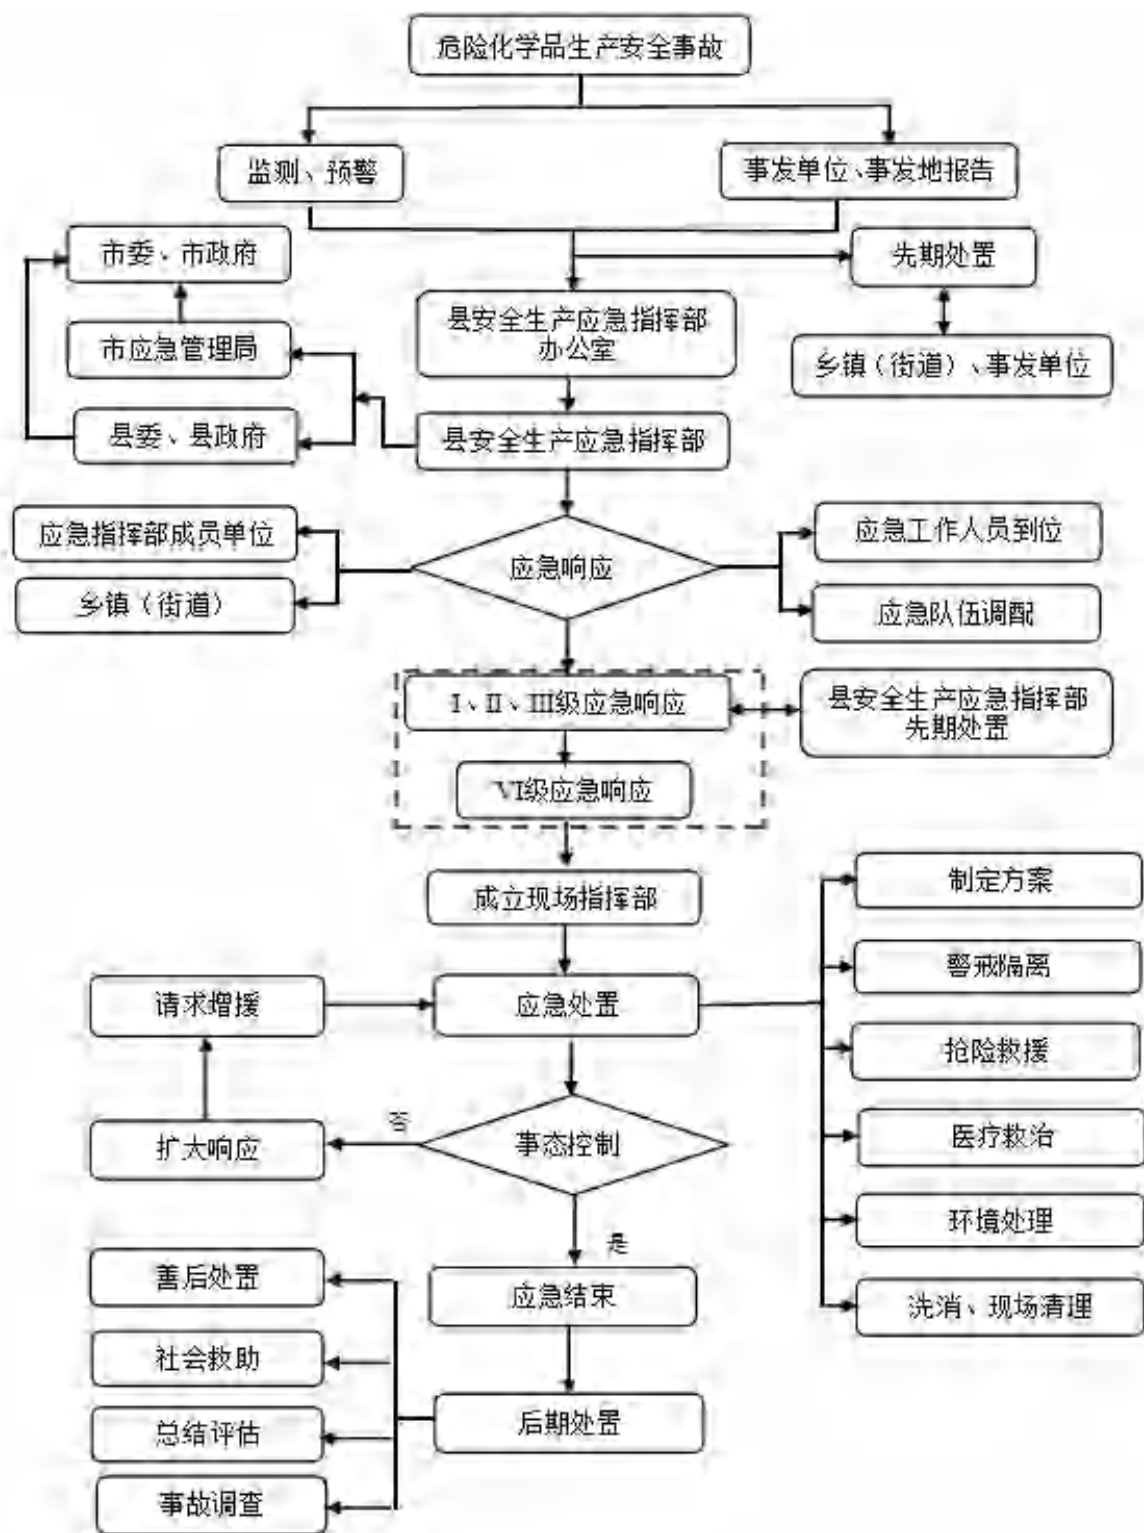 危险化学品生产安全事故
监测、预警
事发单位、事发地报告
市委、市政府
先期处置
市应急管理局
县安全生产应急指挥部
办公室
乡镇（街道）、事发单位
县委、县政府
县安全生产应急指挥部
应急指挥部成员单位
应急响应
应急工作人员到位
乡镇（街道）
应急队伍调配
I、II、III级应急响应
县安全生产应急指挥部
先期处置
VI级应急响应
成立现场指挥部
制定方案
警戒隔离
请求增援
应急处置
抢险救援
否
扩大响应
事态控制
医疗救治
环境处理
是
善后处置
应急结束
洗消、现场清理
社会救助
后期处置
总结评估
事故调查